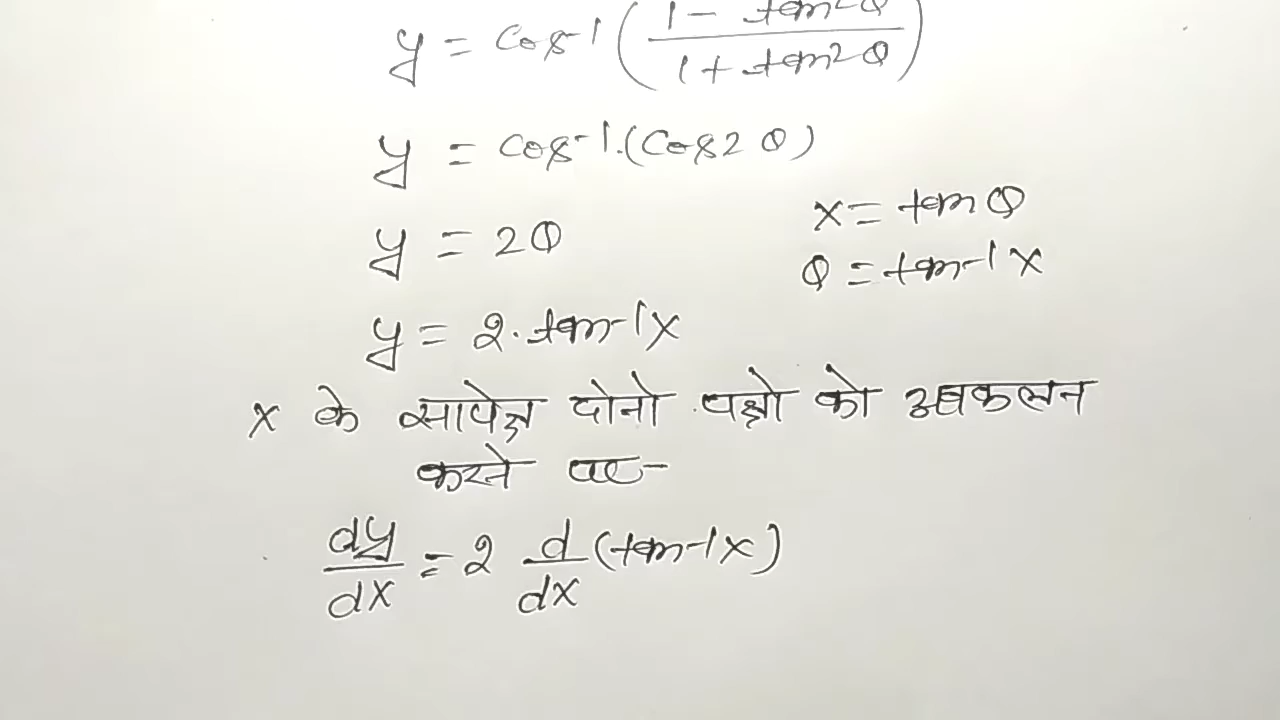 y = cos-1 (1 - tan2θ / 1 + tan2θ)
y = cos-1.(cos2θ)
x = tanθ
y = 2θ
θ = tan-1x
y = 2.tan-1x
x के सापेक्ष दोनो पक्षो को अवकलन
करने पर-
dy/dx = 2 d/dx (tan-1x)